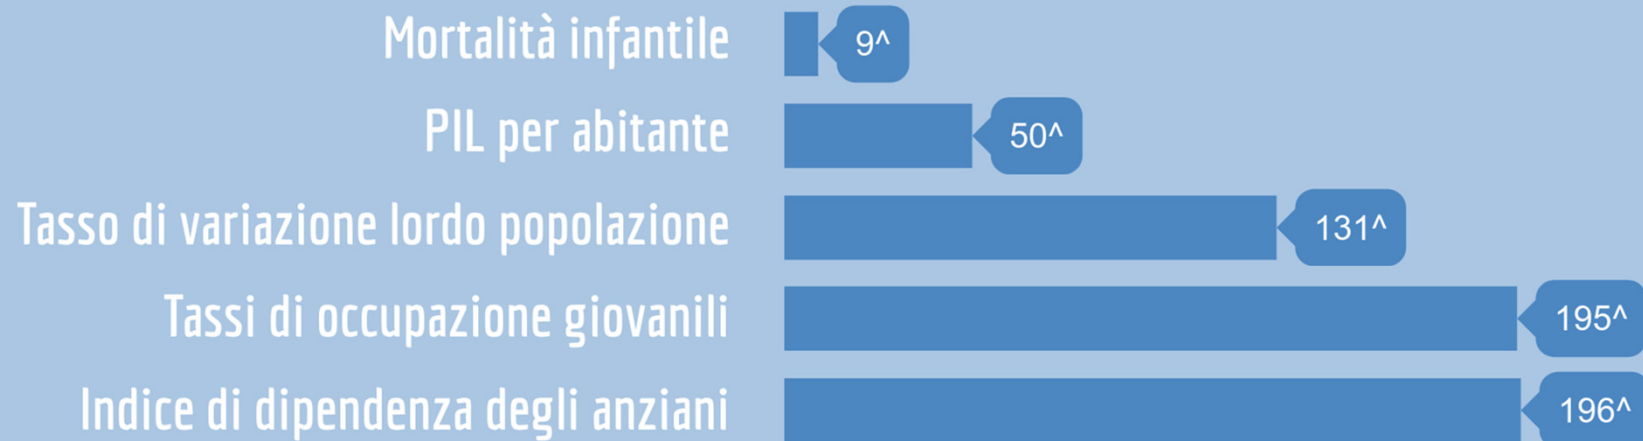 Mortalità infantile 9^
PIL per abitante 50^
Tasso di variazione lordo popolazione 131^
Tassi di occupazione giovanili 195^
Indice di dipendenza degli anziani 196^